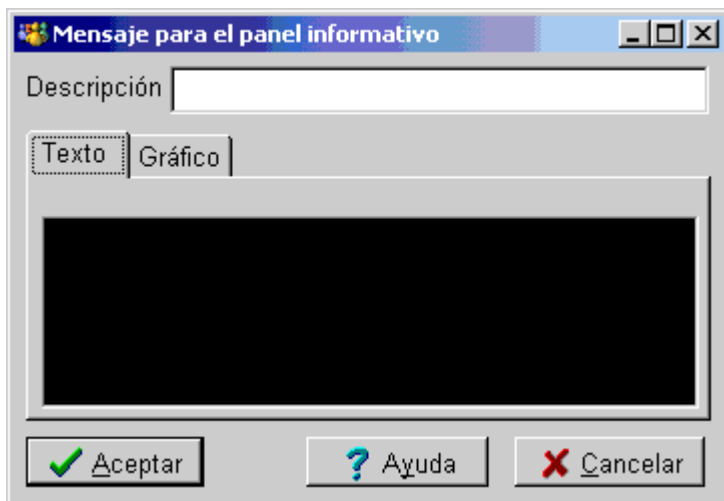 Mensaje para el panel informativo
Descripción
Texto Gráfico
Aceptar Ayuda Cancelar